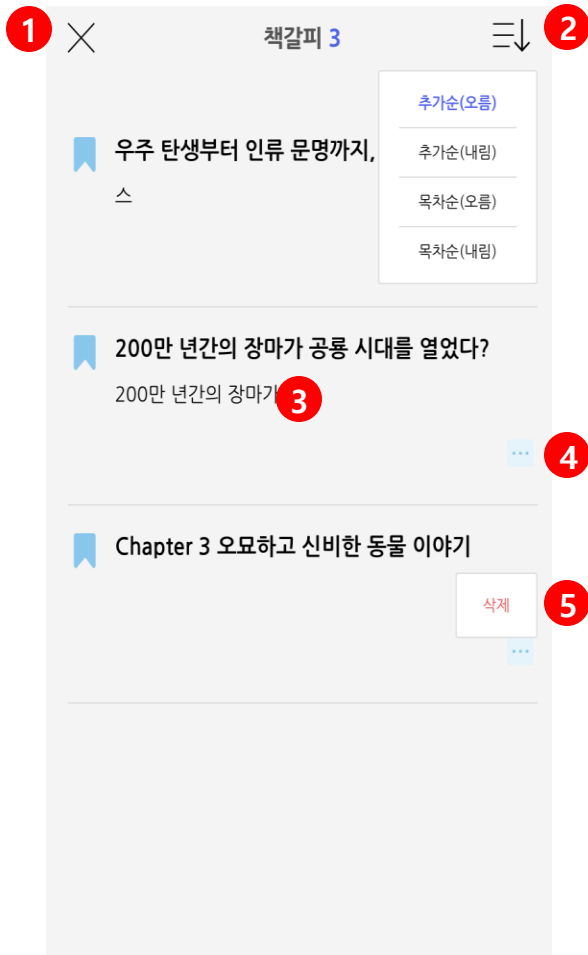 1
책갈피 3
2
추가순(오름)
추가순(내림)
목차순(오름)
목차순(내림)
우주 탄생부터 인류 문명까지,
스
200만 년간의 장마가 공룡 시대를 열었다?
200만 년간의 장마가
3
4
Chapter 3 오묘하고 신비한 동물 이야기
삭제
5